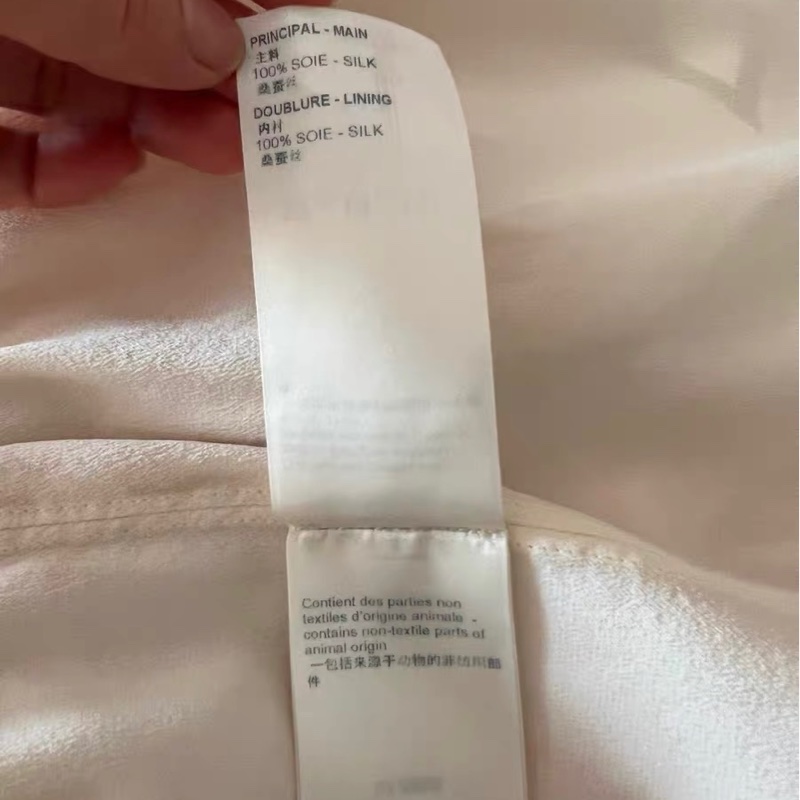 PRINCIPAL - MAIN
主料
100% SOIE - SILK
桑蚕丝
DOUBLURE - LINING
内衬
100% SOIE - SILK
桑蚕丝
Contient des parties non
textiles d'origine animale -
contains non-textile parts of
animal origin
一包括来源于动物的非纺织部
件